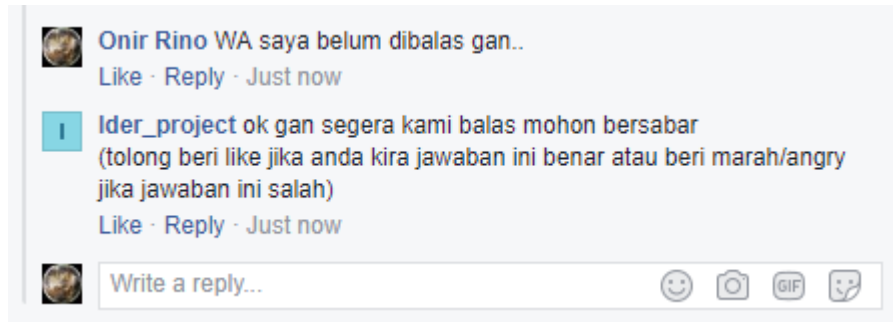 Onir Rino WA saya belum dibalas gan..
Like · Reply · Just now
I
Ider_project ok gan segera kami balas mohon bersabar
(tolong beri like jika anda kira jawaban ini benar atau beri marah/angry
jika jawaban ini salah)
Like · Reply · Just now
Write a reply...
GIF